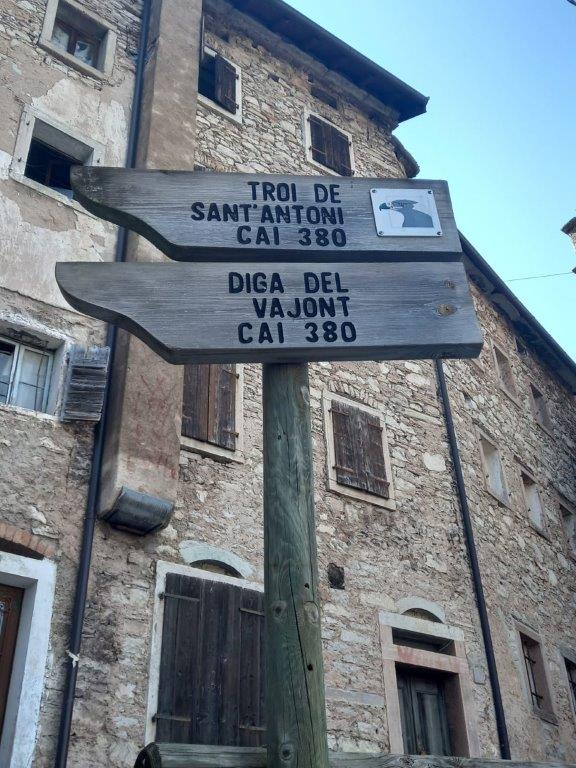 TROI DE
SANT'ANTONI
CAI 380
DIGA DEL
VAJONT
CAI 380